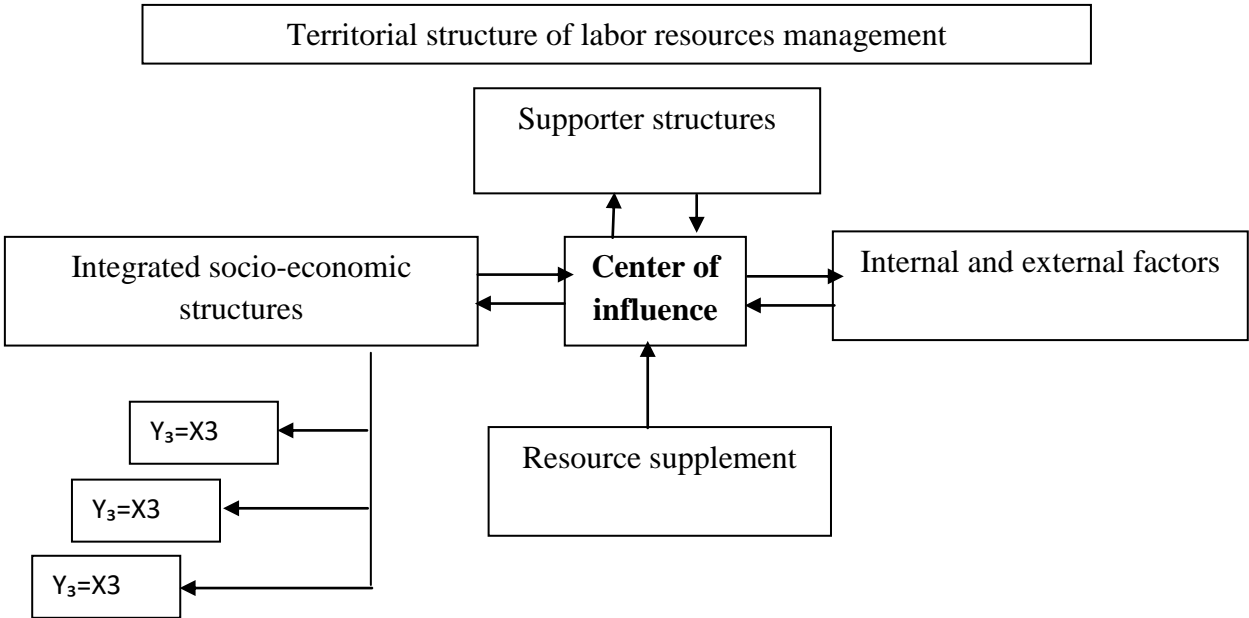 Territorial structure of labor resources management
Supporter structures
Integrated socio-economic
structures
Center of
influence
Internal and external factors
Y₃=X3
Resource supplement
Y₃=X3
Y₃=X3